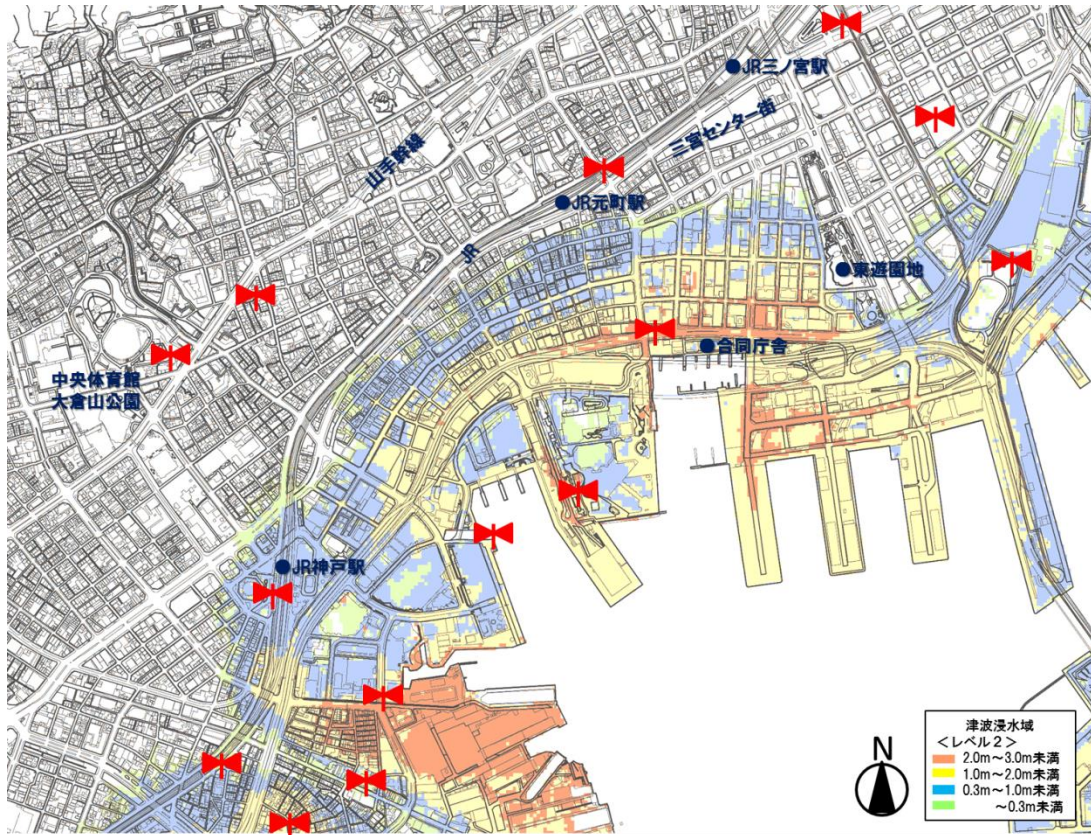 JR三ノ宮駅
三宮センター街
山手幹線
JR元町駅
JR
東遊園地
合同庁舎
中央体育館
大倉山公園
JR神戸駅
N
津波浸水域
<レベル2>
2.0m~3.0m未満
1.0m~2.0m未満
0.3m~1.0m未満
~0.3m未満